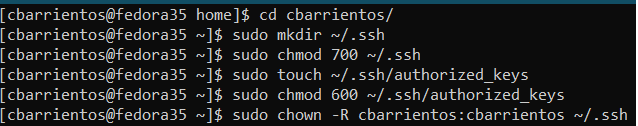 [cbarrientos@fedora35 home]$ cd cbarrientos/
[cbarrientos@fedora35 ~]$ sudo mkdir ~/.ssh
[cbarrientos@fedora35 ~]$ sudo chmod 700 ~/.ssh
[cbarrientos@fedora35 ~]$ sudo touch ~/.ssh/authorized_keys
[cbarrientos@fedora35 ~]$ sudo chmod 600 ~/.ssh/authorized_keys
[cbarrientos@fedora35 ~]$ sudo chown -R cbarrientos:cbarrientos ~/.ssh